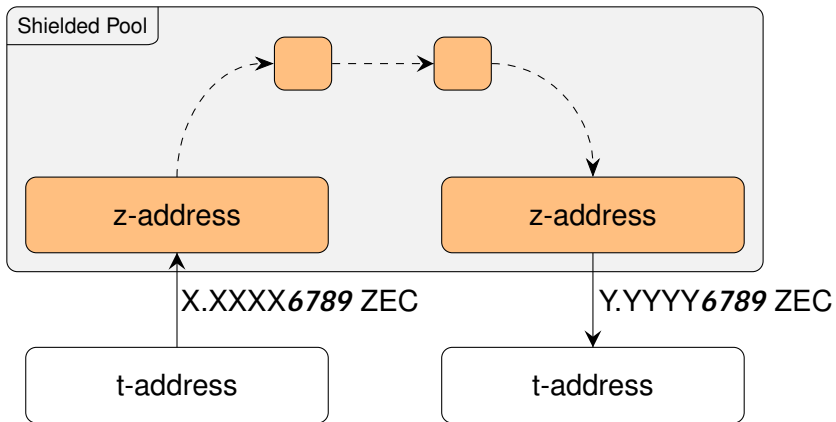 Shielded Pool
z-address
z-address
X.XXXX6789 ZEC
Y.YYYY6789 ZEC
t-address
t-address